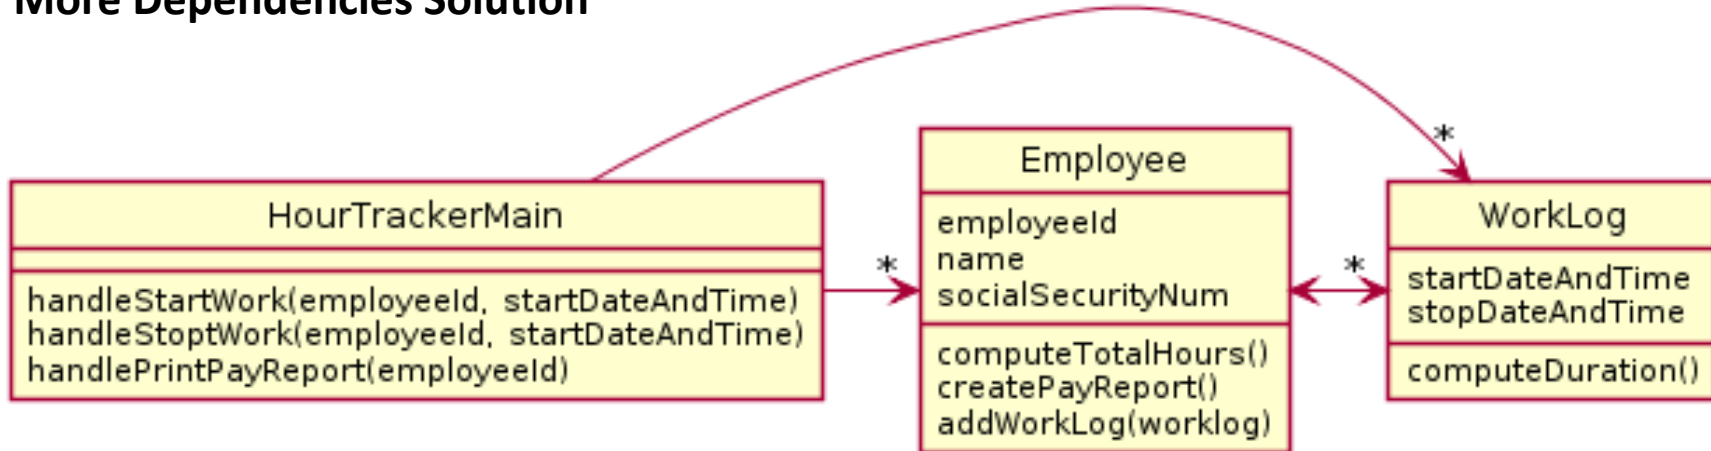 More Dependencies Solution
HourTrackerMain
handleStartWork(employeeId, startDateAndTime)
handleStoptWork(employeeId, startDateAndTime)
handlePrintPayReport(employeeId)
*
Employee
employeeId
name
socialSecurityNum
computeTotalHours()
createPayReport()
addWorkLog(worklog)
*
*
WorkLog
startDateAndTime
stopDateAndTime
computeDuration()